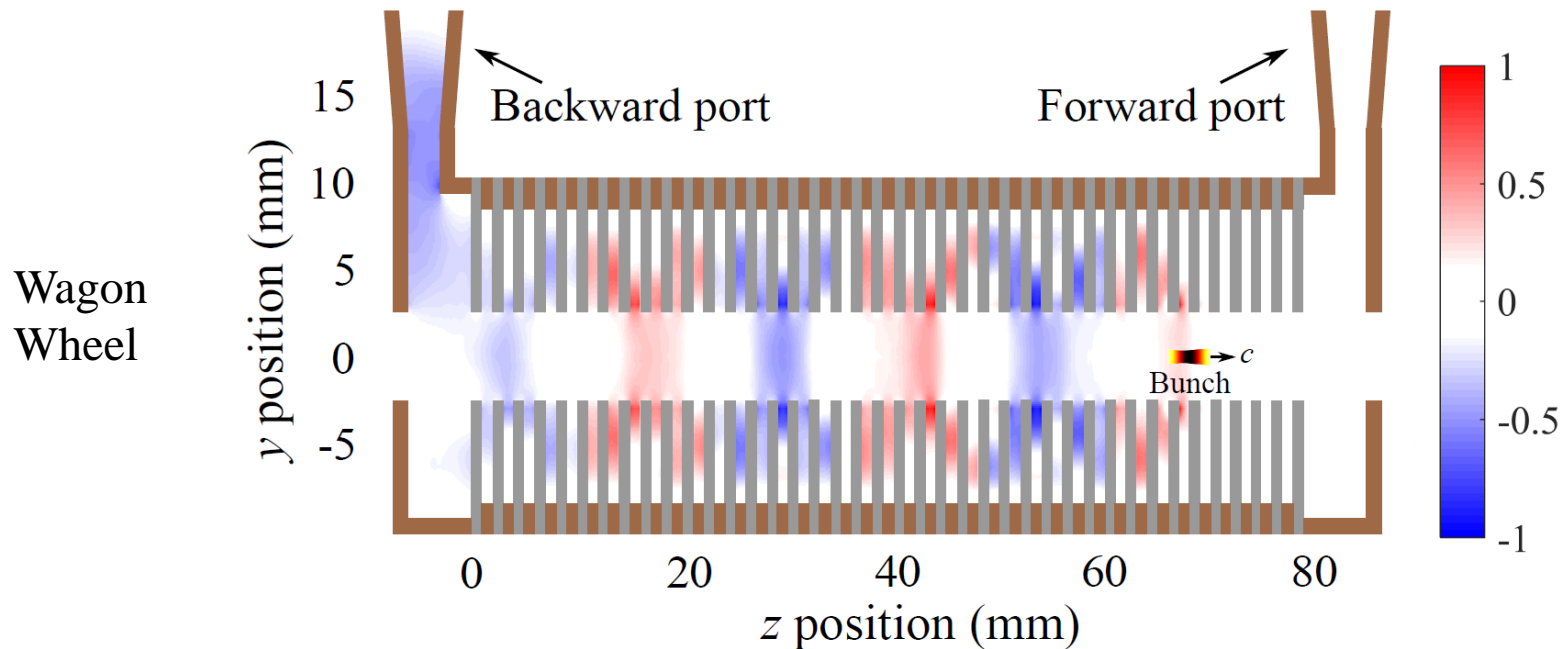 Wagon
Wheel
Backward port
Forward port
y position (mm)
15
10
5
0
-5
c
Bunch
0
20
40
60
80
z position (mm)
1
0.5
0
-0.5
-1